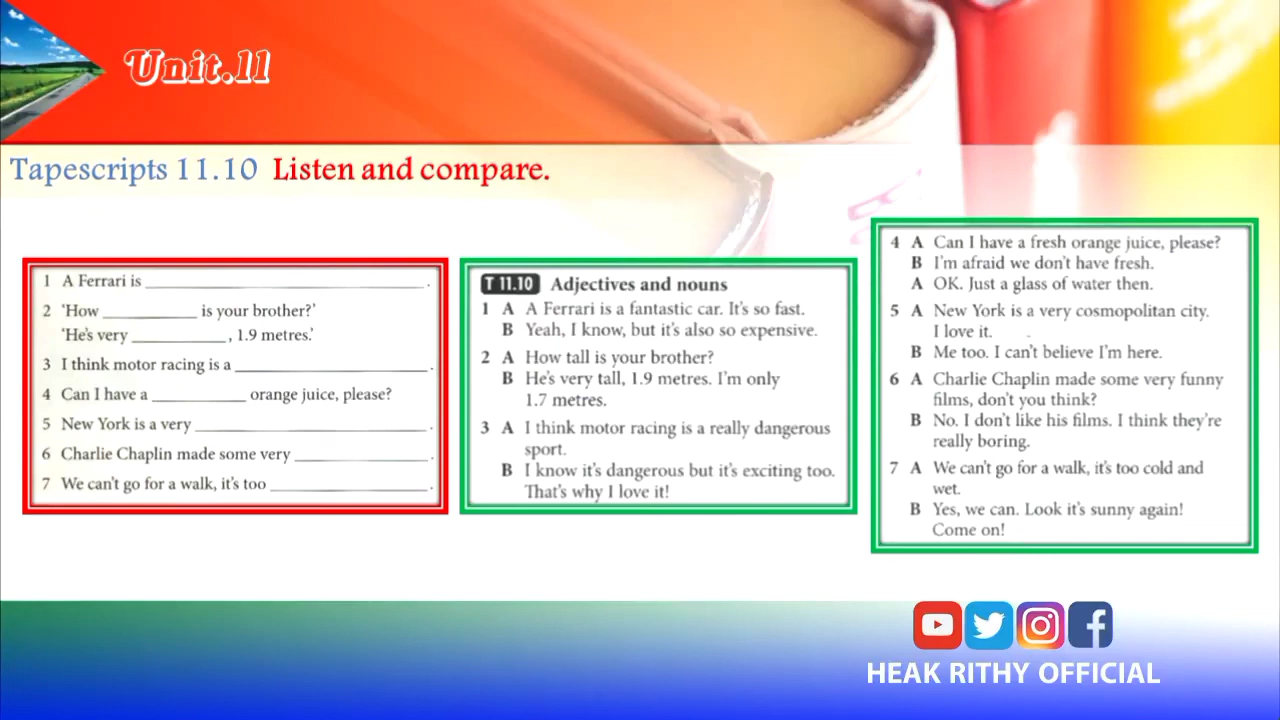 Unit.11
Tapescripts 11.10 Listen and compare.
1 A Ferrari is ____________________ .
2 'How __________ is your brother?'
'He's very __________ , 1.9 metres.'
3 I think motor racing is a ____________________ .
4 Can I have a __________ orange juice, please?
5 New York is a very ____________________ .
6 Charlie Chaplin made some very ______________ .
7 We can't go for a walk, it's too ________________ .
T 11.10 Adjectives and nouns
1 A A Ferrari is a fantastic car. It's so fast.
B Yeah, I know, but it's also so expensive.
2 A How tall is your brother?
B He's very tall, 1.9 metres. I'm only
1.7 metres.
3 A I think motor racing is a really dangerous
sport.
B I know it's dangerous but it's exciting too.
That's why I love it!
4 A Can I have a fresh orange juice, please?
B I'm afraid we don't have fresh.
A OK. Just a glass of water then.
5 A New York is a very cosmopolitan city.
I love it.
B Me too. I can't believe I'm here.
6 A Charlie Chaplin made some very funny
films, don't you think?
B No. I don't like his films. I think they're
really boring.
7 A We can't go for a walk, it's too cold and
wet.
B Yes, we can. Look it's sunny again!
Come on!
HEAK RITHY OFFICIAL